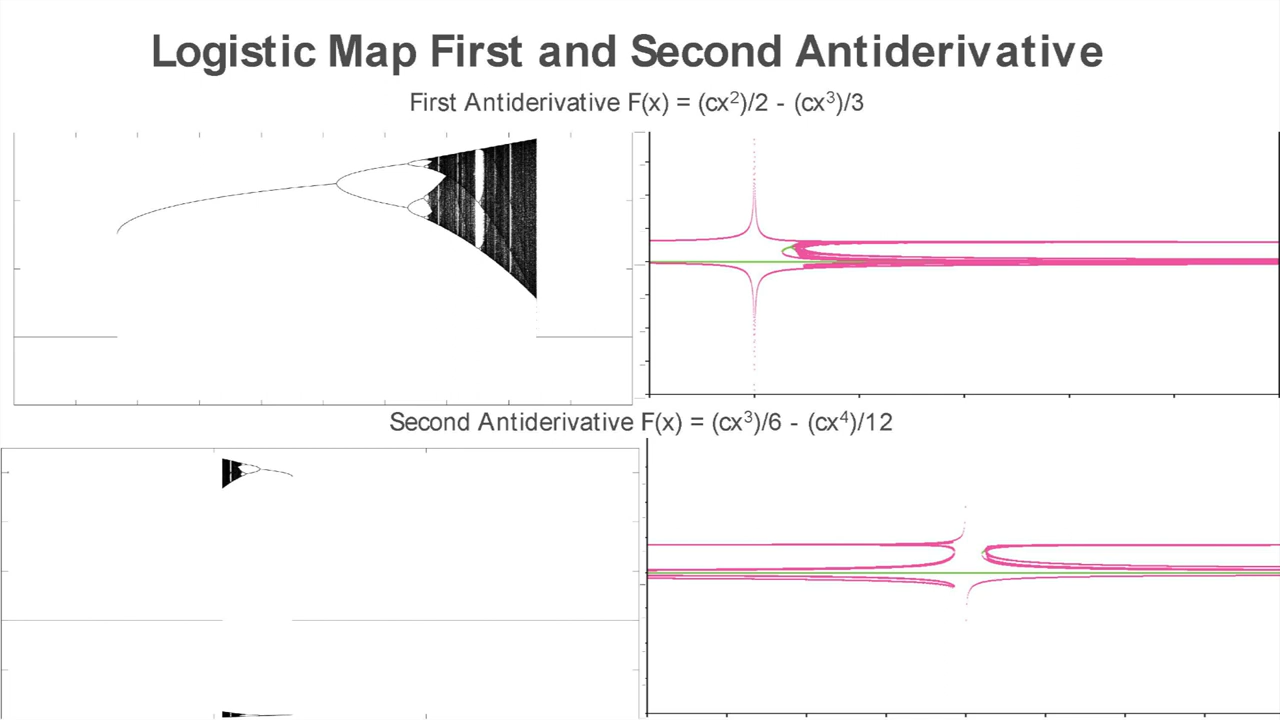 Logistic Map First and Second Antiderivative
First Antiderivative F(x) = (cx²)/2 - (cx³)/3
Second Antiderivative F(x) = (cx³)/6 - (cx⁴)/12